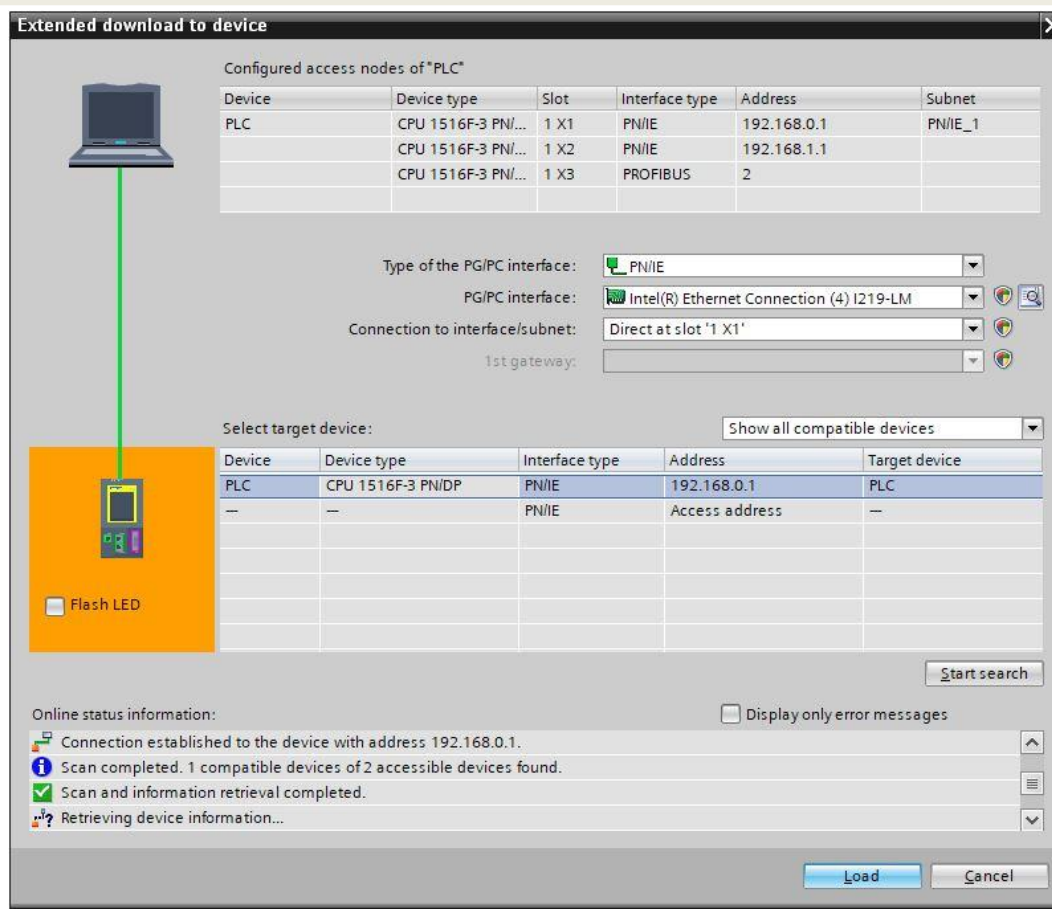 Extended download to device
Configured access nodes of "PLC"
Device Device type Slot Interface type Address Subnet
PLC CPU 1516F-3 PN/... 1 X1 PN/IE 192.168.0.1 PN/IE_1
CPU 1516F-3 PN/... 1 X2 PN/IE 192.168.1.1
CPU 1516F-3 PN/... 1 X3 PROFIBUS 2
Type of the PG/PC interface: PN/IE
PG/PC interface: Intel(R) Ethernet Connection (4) I219-LM
Connection to interface/subnet: Direct at slot '1 X1'
1st gateway:
Select target device: Show all compatible devices
Device Device type Interface type Address Target device
PLC CPU 1516F-3 PN/DP PN/IE 192.168.0.1 PLC
— — PN/IE Access address —
Flash LED
Start search
Online status information: Display only error messages
Connection established to the device with address 192.168.0.1.
Scan completed. 1 compatible devices of 2 accessible devices found.
Scan and information retrieval completed.
Retrieving device information...
Load Cancel